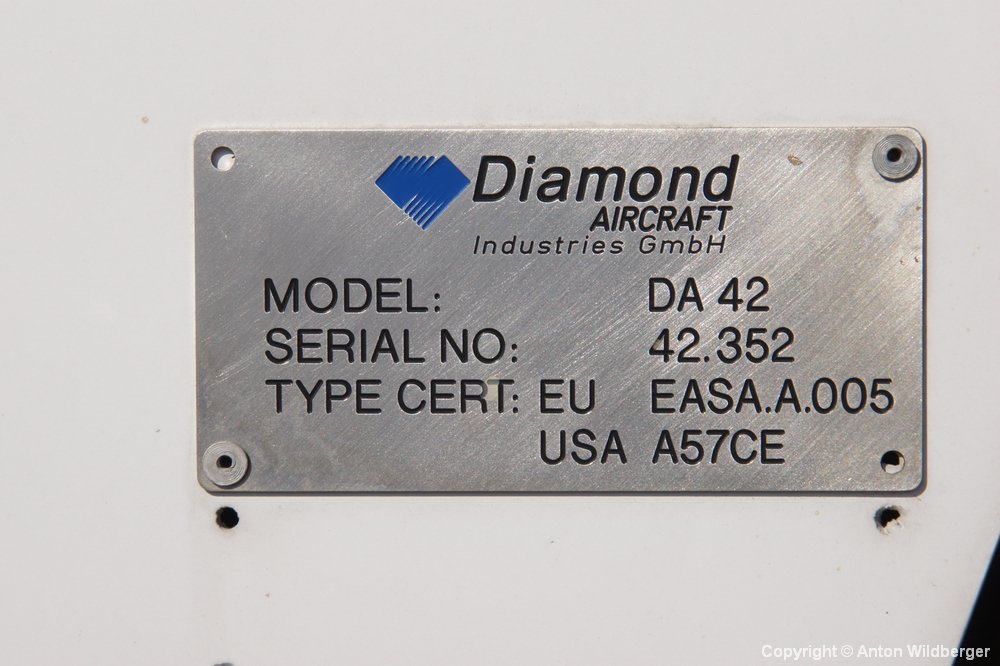 Diamond
AIRCRAFT
Industries GmbH
MODEL: DA 42
SERIAL NO: 42.352
TYPE CERT: EU EASA.A.005
USA A57CE
Copyright © Anton Wildberger